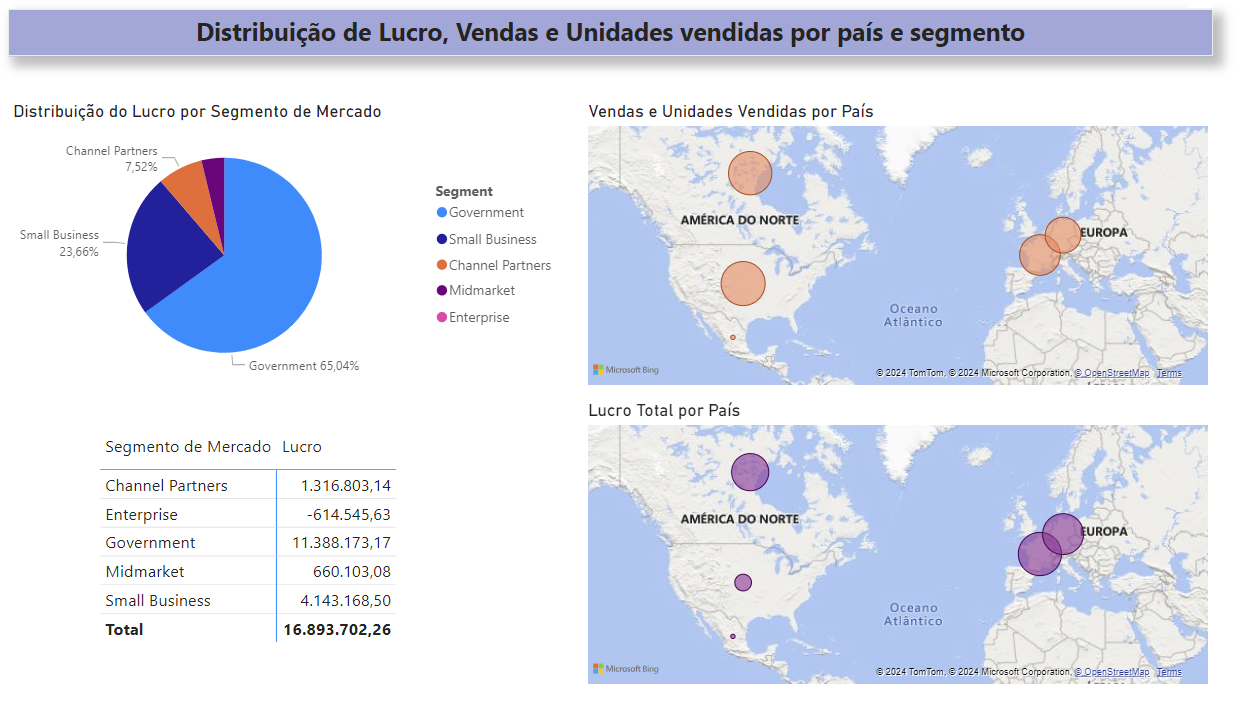 Distribuição de Lucro, Vendas e Unidades vendidas por país e segmento
Distribuição do Lucro por Segmento de Mercado
Channel Partners
7,52%
Small Business
23,66%
Government 65,04%
Segment
Government
Small Business
Channel Partners
Midmarket
Enterprise
Segmento de Mercado Lucro
Channel Partners 1.316.803,14
Enterprise -614.545,63
Government 11.388.173,17
Midmarket 660.103,08
Small Business 4.143.168,50
Total 16.893.702,26
Vendas e Unidades Vendidas por País
AMÉRICA DO NORTE
EUROPA
Oceano
Atlântico
Microsoft Bing
© 2024 TomTom, © 2024 Microsoft Corporation, © OpenStreetMap Terms
Lucro Total por País
AMÉRICA DO NORTE
EUROPA
Oceano
Atlântico
Microsoft Bing
© 2024 TomTom, © 2024 Microsoft Corporation, © OpenStreetMap Terms